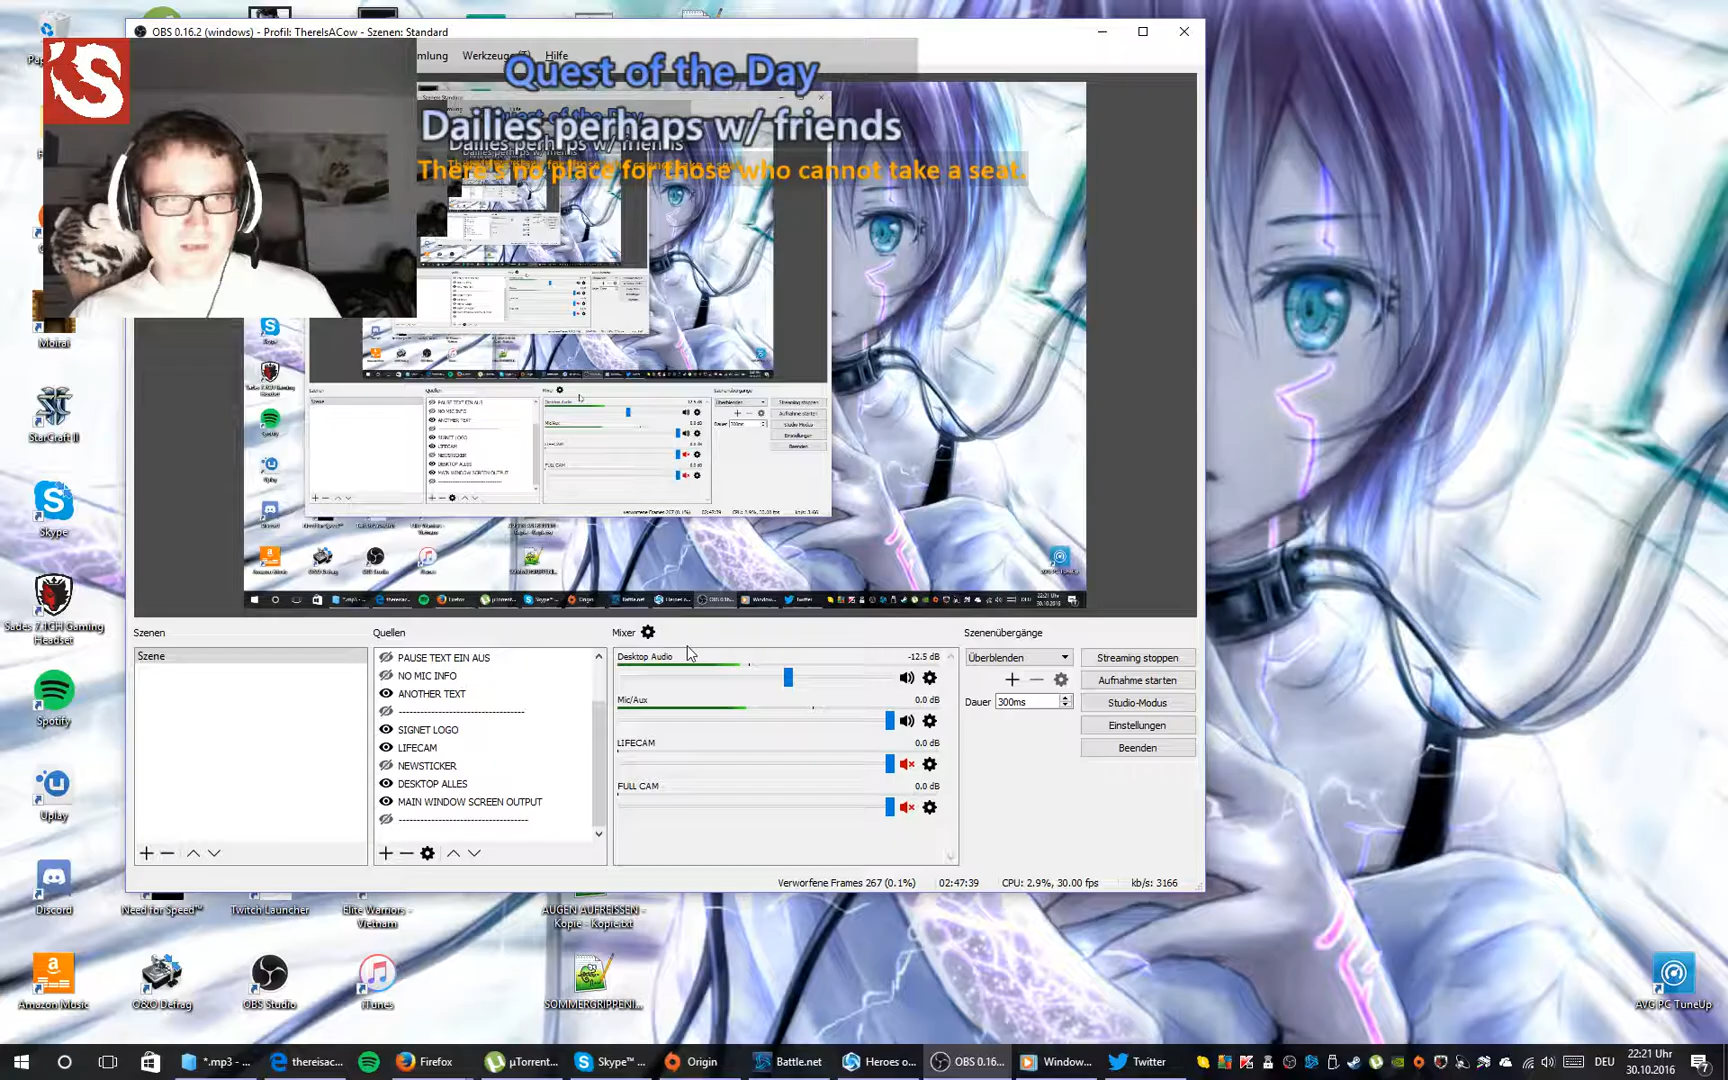 OBS 0.16.2 (windows) - Profil: ThereIsACow - Szenen: Standard
mlung
Werkzeuge(T)
Hilfe
Quest of the Day
Dailies perhaps w/ friends
There's no place for those who cannot take a seat.
Moirai
StarCraft II
Skype
Sades 7.1CH Gaming
Headset
Spotify
Uplay
Discord
Need for Speed™
Twitch Launcher
Elite Warriors -
Vietnam
AUGEN AUFREISSEN -
Kopie - Kopie.txt
Amazon Music
O&O Defrag
OBS Studio
iTunes
SOMMERGRIPPENI...
AVG PC TuneUp
Szenen
Szene
Quellen
PAUSE TEXT EIN AUS
NO MIC INFO
ANOTHER TEXT
-----------------------------------
SIGNET LOGO
LIFECAM
NEWSTICKER
DESKTOP ALLES
MAIN WINDOW SCREEN OUTPUT
-----------------------------------
Mixer
Desktop Audio
-12.5 dB
Mic/Aux
0.0 dB
LIFECAM
0.0 dB
FULL CAM
0.0 dB
Szenenübergänge
Überblenden
Dauer
300ms
Streaming stoppen
Aufnahme starten
Studio-Modus
Einstellungen
Beenden
Verworfene Frames 267 (0.1%)
02:47:39
CPU: 2.9%, 30.00 fps
kb/s: 3166
*.mp3 - ...
thereisac...
Firefox
µTorrent...
Skype™ ...
Origin
Battle.net
Heroes o...
OBS 0.16...
Window...
Twitter
DEU
22:21 Uhr
30.10.2016